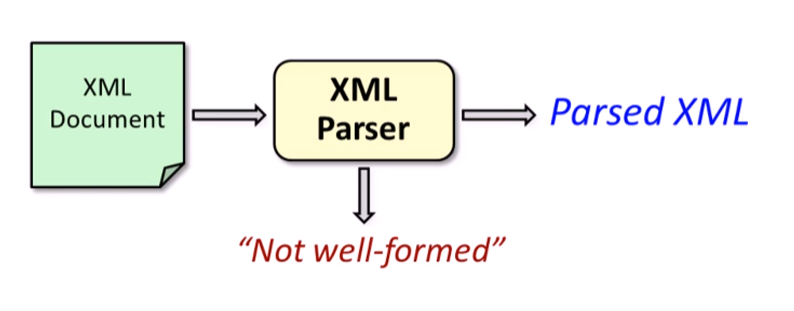 XML
Document
XML
Parser
Parsed XML
“Not well-formed”